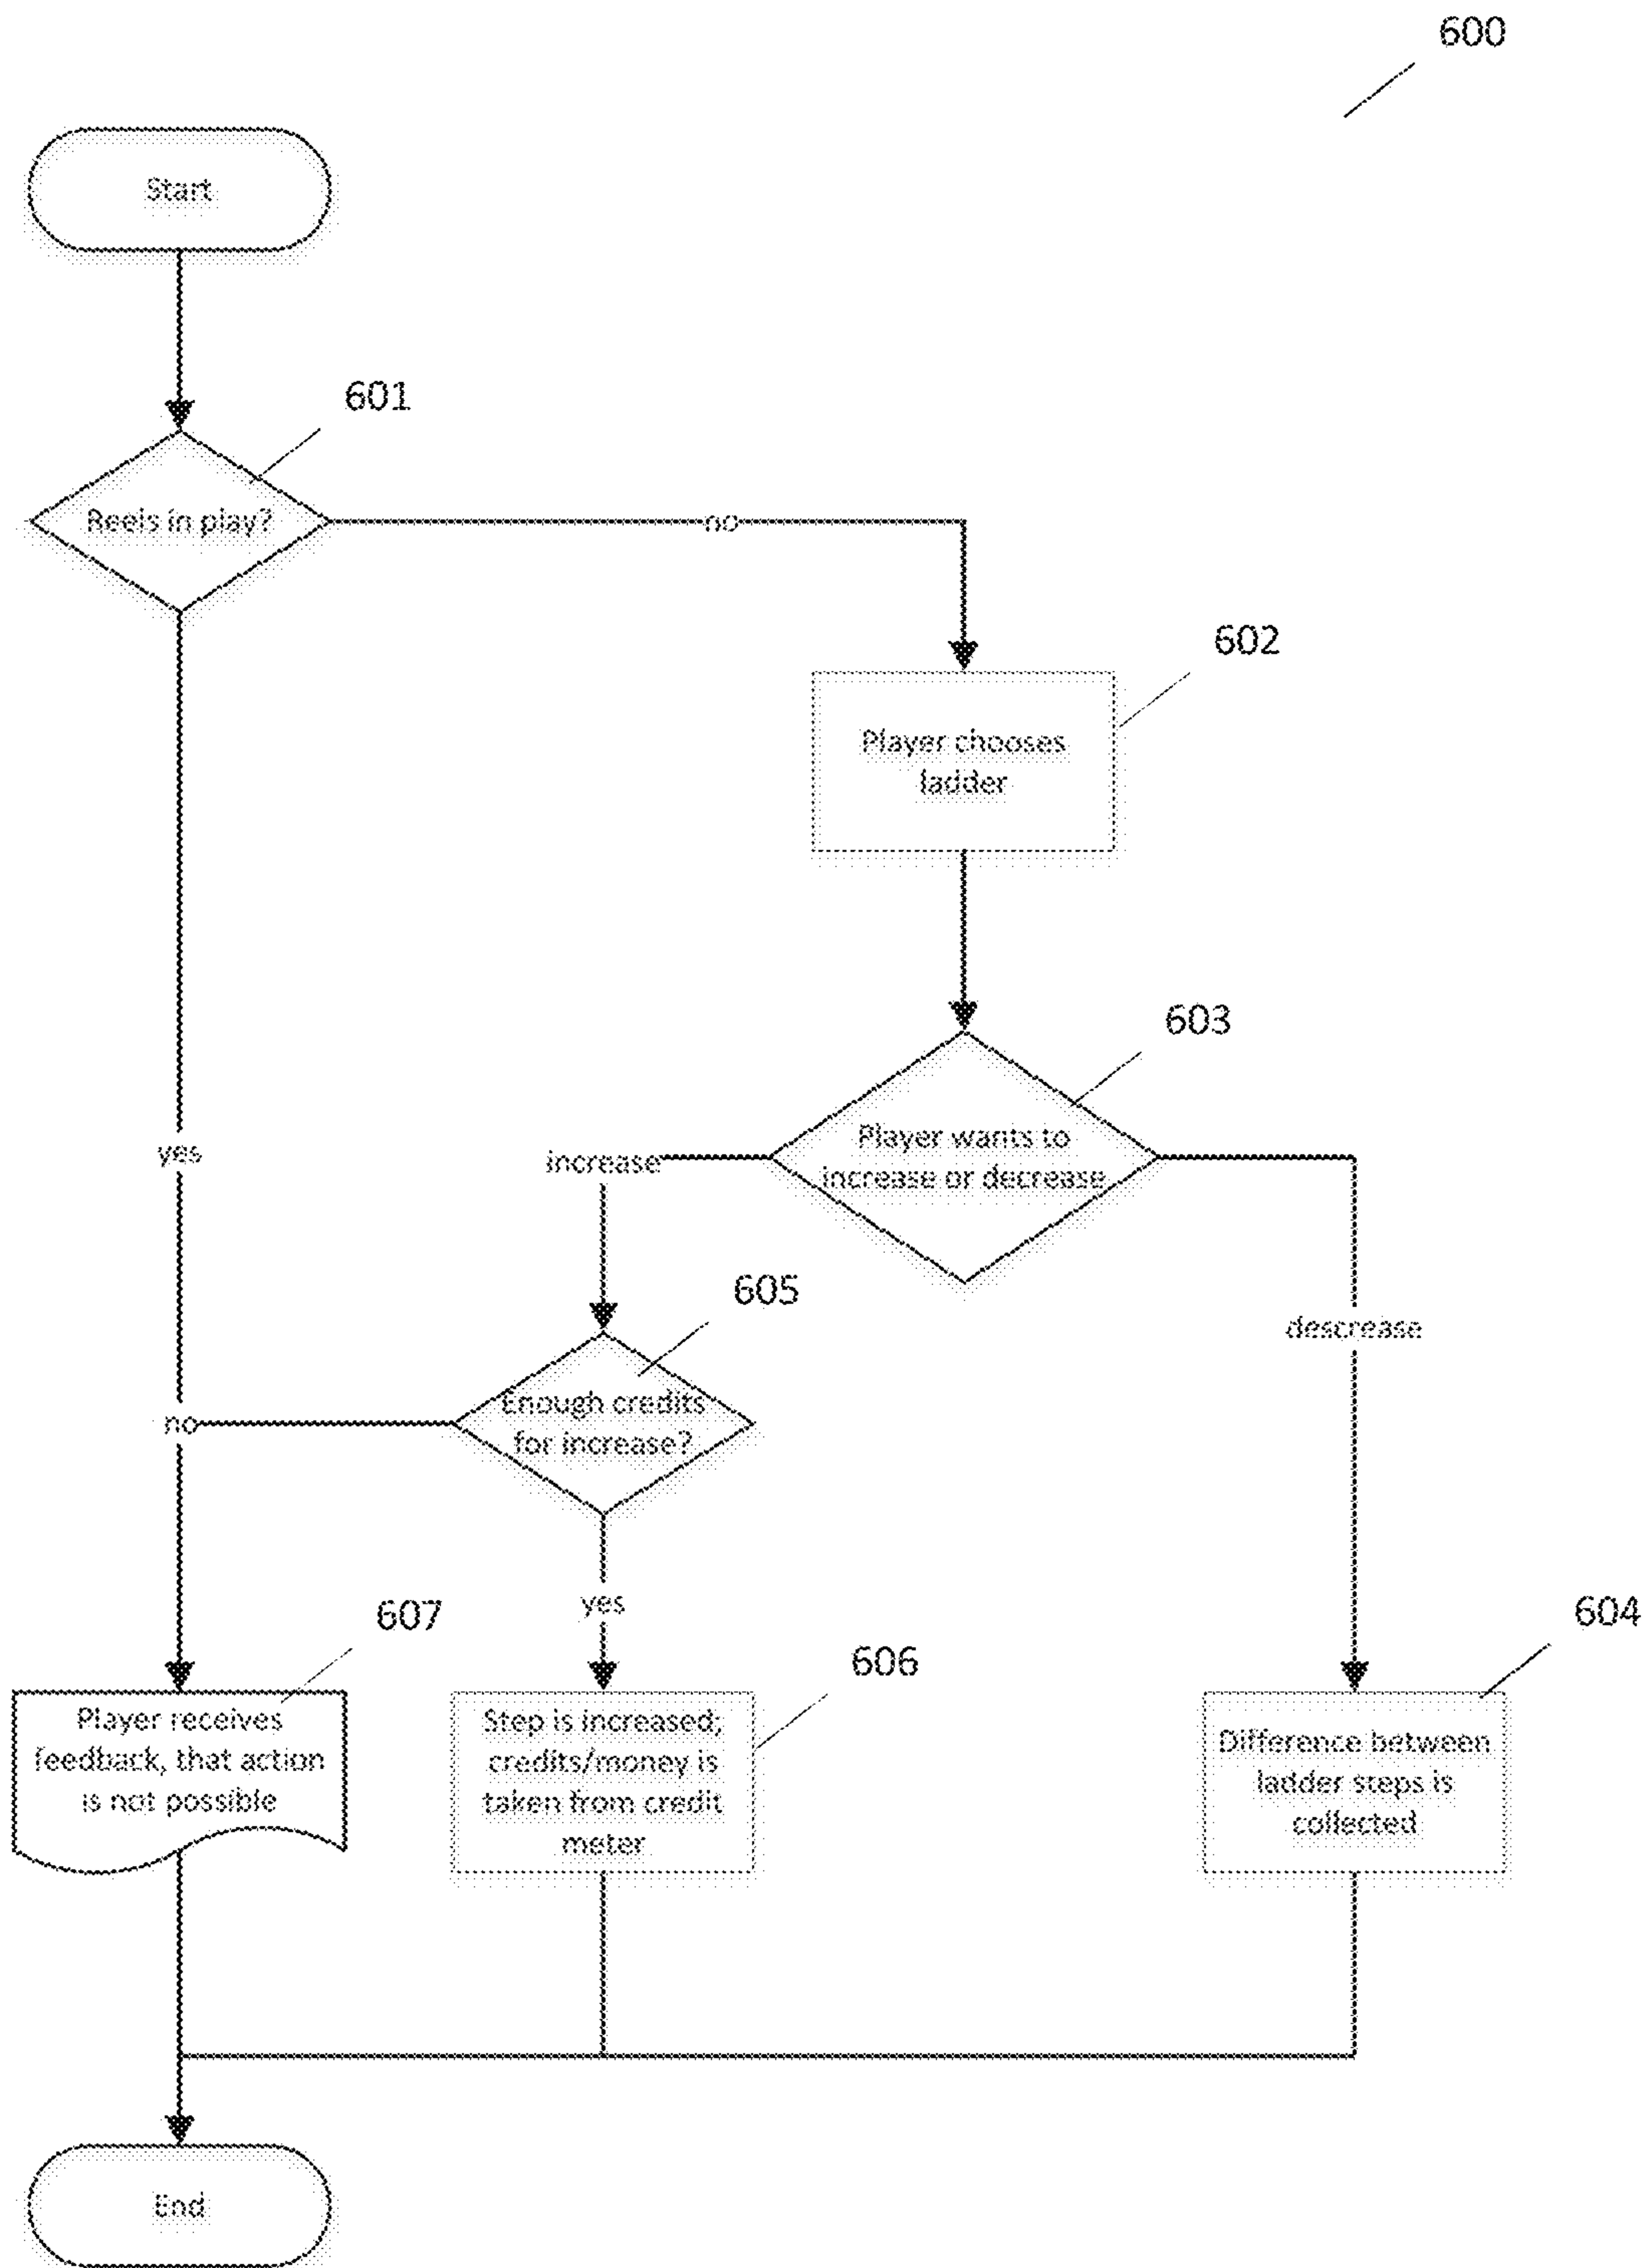 600
Start
601
Reels in play?
no
602
Player chooses
ladder
603
Player wants to
increase or decrease
increase
yes
descrease
605
Enough credits
for increase?
no
yes
607
Player receives
feedback, that action
is not possible
606
Step is increased;
credits/money is
taken from credit
meter
604
Difference between
ladder steps is
collected
End